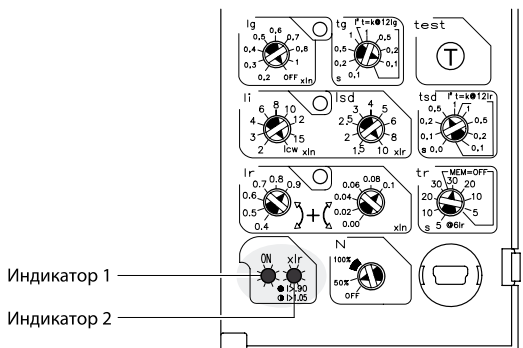 Ig
0,2 0,3 0,4 0,5 0,6 0,7 0,8 1 OFF xIn
tg I² t=k@12Ig
s 0,1 0,2 0,5 1 1 0,5 0,2 0,1
test
T
Ii
2 3 4 6 8 10 12 15 Icw xIn
Isd
1,5 2 2,5 3 4 5 6 8 10 xIr
tsd I² t=k@12Ir
s 0,0 0,1 0,2 0,5 1 1 0,5 0,2 0,1
Ir
0.4 0.5 0.6 0.7 0.8 0.9
+
0.00 0.02 0.04 0.06 0.08 0.1 xIn
tr MEM=OFF
s 5 10 20 30 30 20 10 5 @6Ir
ON xIr
I>.90
I>1.05
N
100%
50%
OFF
Индикатор 1
Индикатор 2